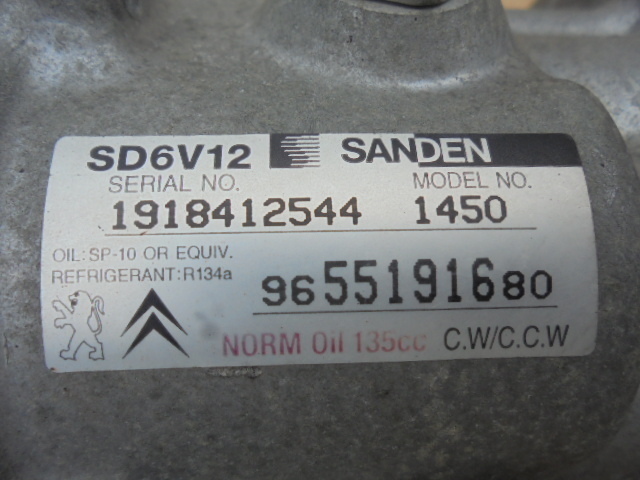 SD6V12 SANDEN
SERIAL NO. MODEL NO.
1918412544 1450
OIL:SP-10 OR EQUIV.
REFRIGERANT:R134a
9655191680
NORM Oil 135cc C.W/C.C.W